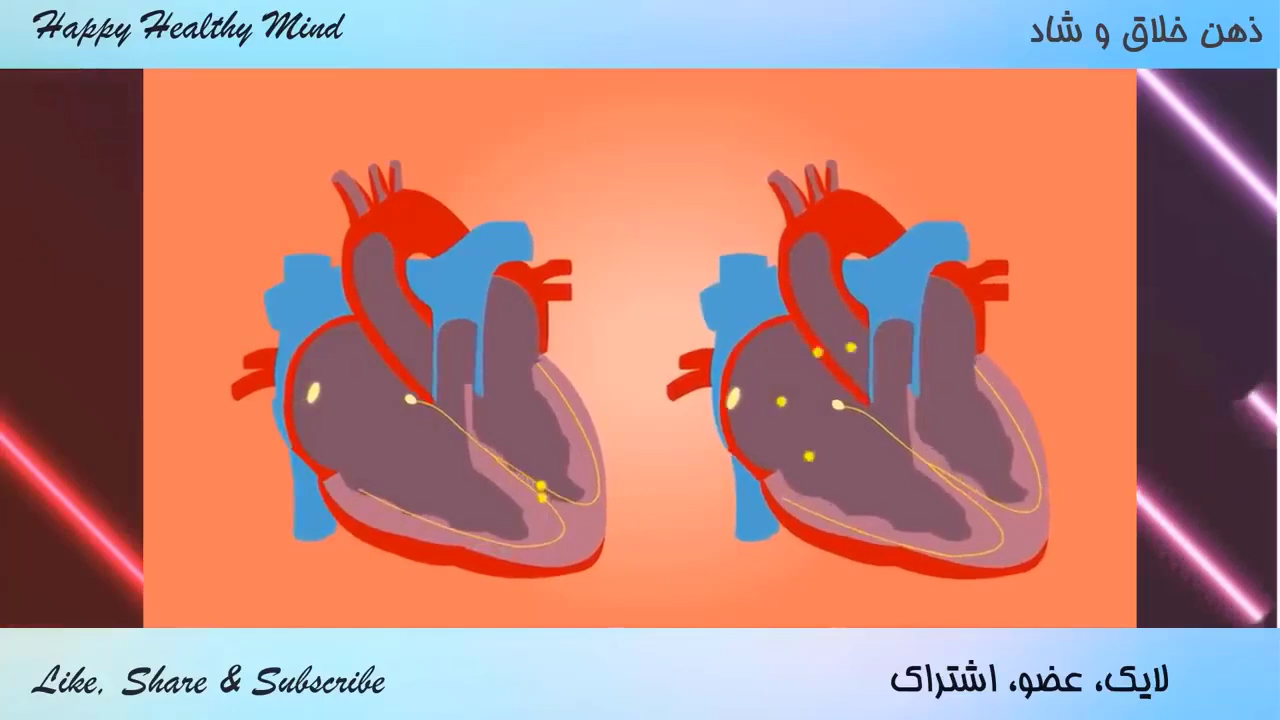 Happy Healthy Mind
ذهن خلاق و شاد
Like, Share & Subscribe
لایک، عضو، اشتراک